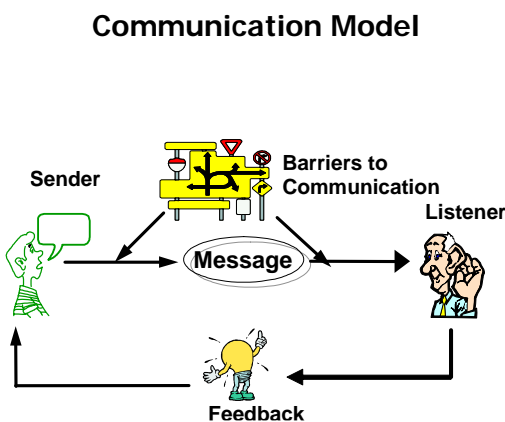 Communication Model
Barriers to
Communication
Sender
Listener
Message
Feedback